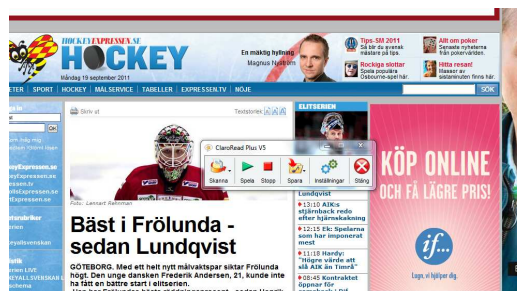 HOCKEYEXPRESSEN.SE
HOCKEY
Måndag 19 september 2011
En mäktig hyllning
Magnus Nyström
Tips-SM 2011
Så blir du svensk
mästare på tips.
Allt om poker
Senaste nyheterna
från pokervärlden.
Rockiga slottar
Spela populära
Osbourne-spel här.
Hitta resan!
Massor av
sistaminuten finns här.
ETER | SPORT | HOCKEY | MÅLSERVICE | TABELLER | EXPRESSEN.TV | NÖJE
SÖK
Skriv ut
Textstorlek A A A
ELITSERIEN
ClaroRead Plus V5
Skanna
Spela
Stopp
Spara
Inställningar
Stäng
Foto: Lennart Rehnman
Bäst i Frölunda -
sedan Lundqvist
GÖTEBORG. Med ett helt nytt målvaktspar siktar Frölunda
högt. Den unge dansken Frederik Andersen, 21, kunde inte
ha fått en bättre start i elitserien.
Lundqvist
13:10 AIK:s
stjärnback redo
efter hjärnskakning
12:15 Ek: Spelarna
som har imponerat
mest
11:18 Hardy:
"Högre värde att
slå AIK än Timrå"
08:45 Kontraktet
öppnar för
KÖP ONLINE
OCH FÅ LÄGRE PRIS!
if...
Lugn, vi hjälper dig.
OK